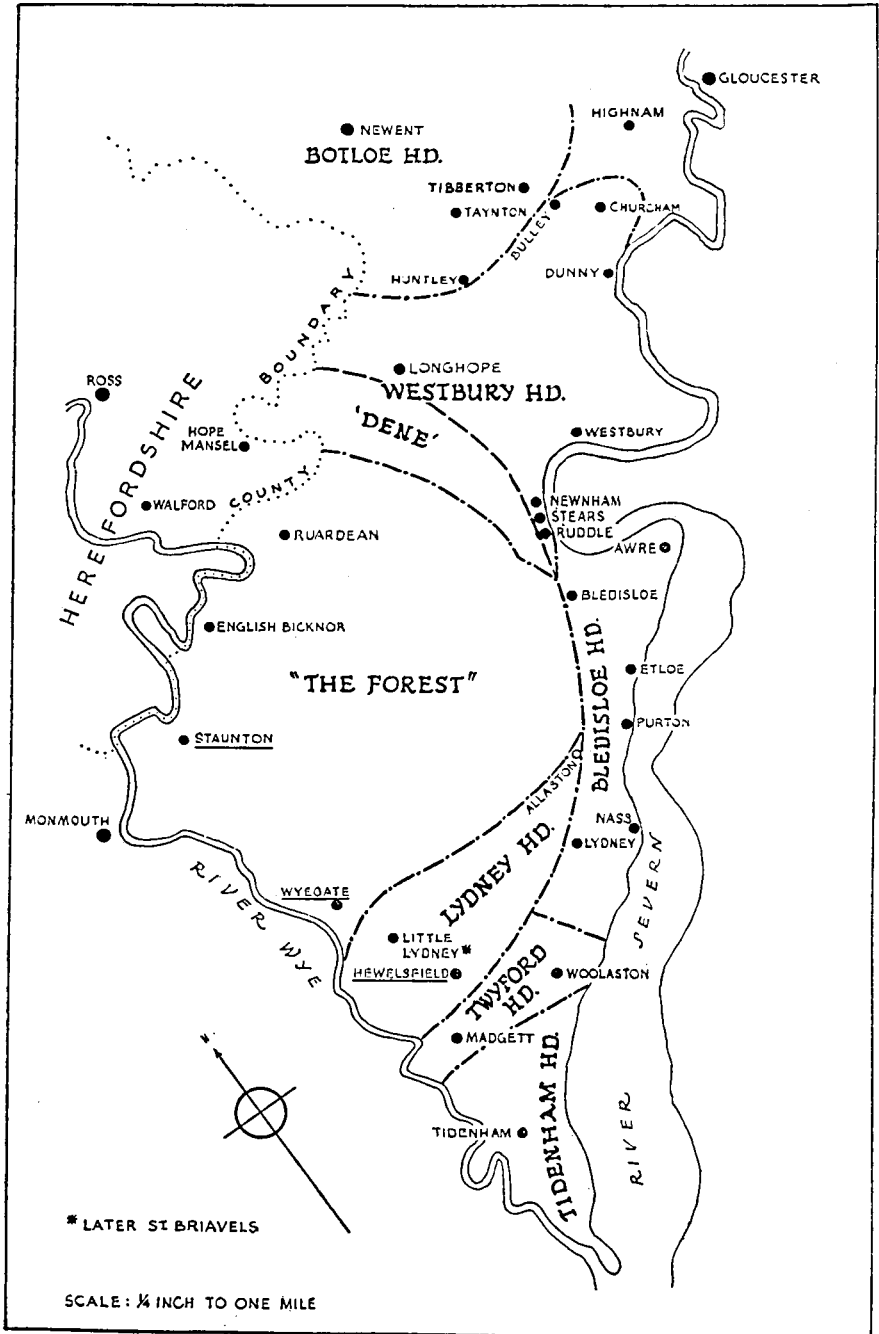 GLOUCESTER
HIGHNAM
NEWENT
BOTLOE HD.
TIBBERTON
TAYNTON
CHURCHAM
BULLEY
HUNTLEY
DUNNY
BOUNDARY
LONGHOPE
ROSS
WESTBURY HD.
'DENE'
WESTBURY
HOPE
MANSEL
HEREFORDSHIRE
COUNTY
WALFORD
NEWNHAM
STEARS
RUDDLE
RUARDEAN
AWRE
BLEDISLOE
ENGLISH BICKNOR
BLEDISLOE HD.
ETLOE
"THE FOREST"
PURTON
STAUNTON
ALLASTON
MONMOUTH
NASS
LYDNEY
LYDNEY HD.
RIVER WYE
SEVERN
WYEGATE
LITTLE
LYDNEY*
HEWELSFIELD
WOOLASTON
TWYFORD
HD.
MADGETT
N.
TIDENHAM
TIDENHAM HD.
RIVER
* LATER ST BRIAVELS
SCALE: ¼ INCH TO ONE MILE